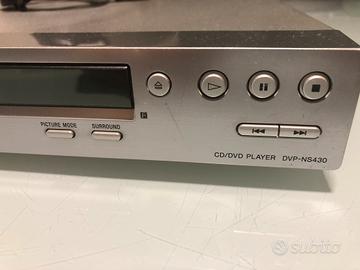 PICTURE MODE SURROUND
CD/DVD PLAYER DVP-NS430
subito